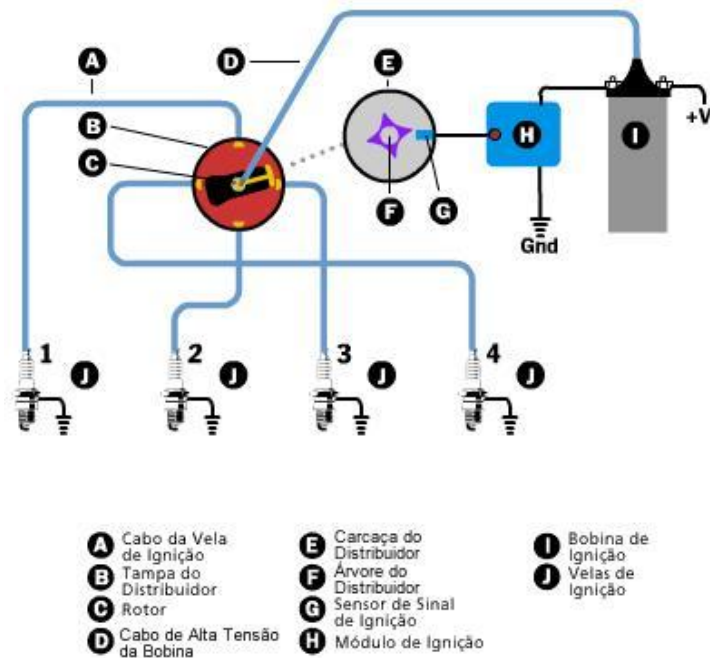 A
D
E
B
C
H
I
+V
F
G
Gnd
1
J
2
J
3
J
4
J
A Cabo da Vela
de Ignição
B Tampa do
Distribuidor
C Rotor
D Cabo de Alta Tensão
da Bobina
E Carcaça do
Distribuidor
F Árvore do
Distribuidor
G Sensor de Sinal
de Ignição
H Módulo de Ignição
I Bobina de
Ignição
J Velas de
Ignição